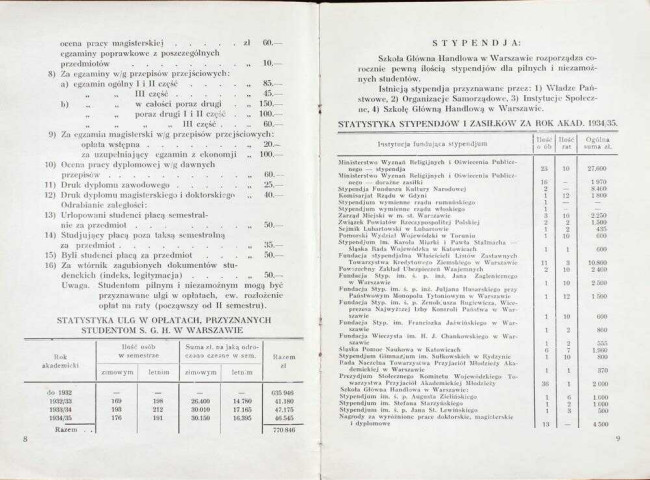 ocena pracy magisterskiej . . . . . zł 60.—
egzaminy poprawkowe z poszczególnych
przedmiotów . . . . . . . „ 10.—
8) Za egzaminy w/g przepisów przejściowych:
a) egzamin ogólny I i II część . . . „ 85.—
„ „ III część . . . . „ 45.—
b) „ „ w całości poraz drugi . „ 150.—
„ „ poraz drugi I i II część . „ 100.—
„ „ „ „ III część . . „ 60.—
9) Za egzamin magisterski w/g przepisów przejściowych:
opłata wstępna . . . . . . . „ 20.—
za uzupełniający egzamin z ekonomji . „ 100.—
10) Ocena pracy dyplomowej w/g dawnych
przepisów . . . . . . . . „ 60.—
11) Druk dyplomu zawodowego . . . . . „ 25.—
12) Druk dyplomu magisterskiego i doktorskiego „ 40.—
Odrabianie zaległości:
13) Urlopowani studenci płacą semestral-
nie za przedmiot . . . . . . . „ 50.—
14) Studjujący płacą poza taksą semestralną
za przedmiot . . . . . . . . „ 35.—
15) Byli studenci płacą za przedmiot . . . „ 50.—
16) Za wtórnik zagubionych dokumentów stu-
denckich (indeks, legitymacja) . . . . „ 50.—
Uwaga. Studentom pilnym i niezamożnym mogą być
przyznawane ulgi w opłatach, ew. rozłożenie
opłat na raty (począwszy od II semestru).
STATYSTYKA ULG W OPŁATACH, PRZYZNANYCH
STUDENTOM S. G. H. W WARSZAWIE
Rok akademicki | Ilość osób w semestrze | Suma zł. na jaką odroczono czesne w sem. | Razem zł
zimowym | letnim | zimowym | letnim
do 1932 — — — — 635 946
1932/33 169 198 26.400 14 780 41.180
1933/34 193 212 30.010 17.165 47,175
1934/35 176 191 30.150 16.395 46.545
Razem . . 770 846
8
STYPENDJA:
Szkoła Główna Handlowa w Warszawie rozporządza co-
rocznie pewną ilością stypendjów dla pilnych i niezamoż-
nych studentów.
Istnieją stypendja przyznawane przez: 1) Władze Pań-
stwowe, 2) Organizacje Samorządowe, 3) Instytucje Społecz-
ne, 4) Szkołę Główną Handlową w Warszawie.
STATYSTYKA STYPENDJÓW I ZASIŁKÓW ZA ROK AKAD. 1934/35.
Instytucja fundująca stypendjum | Ilość osób | Ilość rat | Ogólna suma zł.
Ministerstwo Wyznań Religijnych i Oświecenia Publicz-
nego — stypendja 23 10 27,600
Ministerstwo Wyznań Religijnych i Oświecenia Publicz-
nego — doraźne zasiłki 18 — 1 970
Stypendja Funduszu Kultury Narodowej 2 — 8.400
Komisarjat Rządu w Gdyni 1 12 1 800
Stypendjum wymienne rządu rumuńskiego 1 — —
Stypendjum wymienne rządu włoskiego 1 — —
Zarząd Miejski w m. st. Warszawie 3 10 2 250
Związek Powiatów Rzeczypospolitej Polskiej 2 2 1.500
Sejmik Lubartowski w Lubartowie 1 2 425
Pomorski Wydział Wojewódzki w Toruniu 1 10 600
Stypendjum im. Karola Miarki i Pawła Stalmacha —
Śląska Rada Wojewódzka w Katowicach 1 1 600
Fundacja stypendjalna Właścicieli Listów Zastawnych
Towarzystwa Kredytowego Ziemskiego w Warszawie 11 3 10.800
Powszechny Zakład Ubezpieczeń Wzajemnych 2 10 2 400
Fundacja Styp. im. ś. p. inż. Jana Zaglenicznego
w Warszawie 1 10 2 500
Fundacja Styp. im. ś. p. inż. Juljana Husarskiego przy
Państwowym Monopolu Tytoniowym w Warszawie 1 12 1.500
Fundacja Styp. im. ś. p. Zenobjusza Rugiewicza, Wice-
prezesa Najwyższej Izby Kontroli Państwa w War-
szawie 1 10 600
Fundacja Styp. im. Franciszka Jaźwińskiego w War-
szawie 1 2 800
Fundacja Wieczysta im. H. J. Chankowskiego w War-
szawie 1 2 355
Śląska Pomoc Naukowa w Katowicach 6 7 1.960
Stypendjum Gimnazjum im. Sułkowskich w Rydzynie 1 10 800
Rada Naczelna Towarzystwa Przyjaciół Młodzieży Aka-
demickiej w Warszawie 1 1 370
Prezydjum Stołecznego Komitetu Wojewódzkiego To-
warzystwa Przyjaciół Akademickiej Młodzieży 36 1 2 000
Szkoła Główna Handlowa w Warszawie:
Stypendjum im. ś. p. Augusta Zielińskiego 1 6 1 000
Stypendjum im. Stefana Starzyńskiego 1 2 1 000
Stypendjum im. ś. p. Jana St. Lewińskiego 1 3 500
Nagrody za wyróżnione prace doktorskie, magisterskie
i dyplomowe 13 — 4.500
9